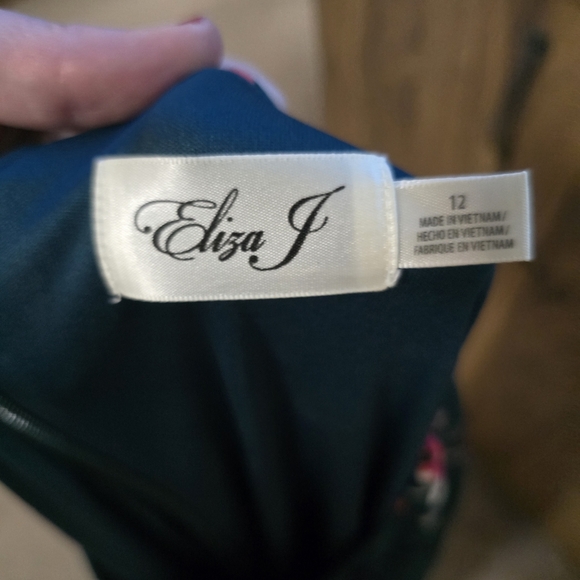 Eliza J
12
MADE IN VIETNAM/
HECHO EN VIETNAM/
FABRIQUE EN VIETNAM